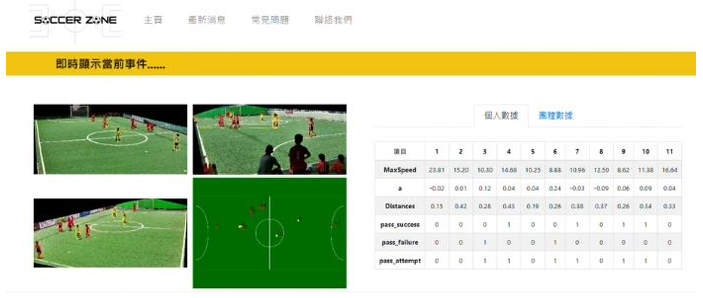 SOCCER ZONE
主頁 最新消息 常見問題 聯絡我們
即時顯示當前事件......
個人數據 團體數據
項目 1 2 3 4 5 6 7 8 9 10 11
MaxSpeed 23.81 15.20 10.30 14.68 10.25 8.88 10.96 12.50 8.62 11.38 16.64
a -0.02 0.01 0.12 0.04 0.04 0.24 -0.03 -0.09 0.06 0.09 0.04
Distances 0.15 0.42 0.28 0.43 0.19 0.26 0.38 0.37 0.26 0.34 0.33
pass_success 0 0 0 1 0 0 1 0 1 1 0
pass_failure 0 0 1 0 0 1 0 0 0 0 0
pass_attempt 0 0 1 1 0 1 1 0 1 1 0